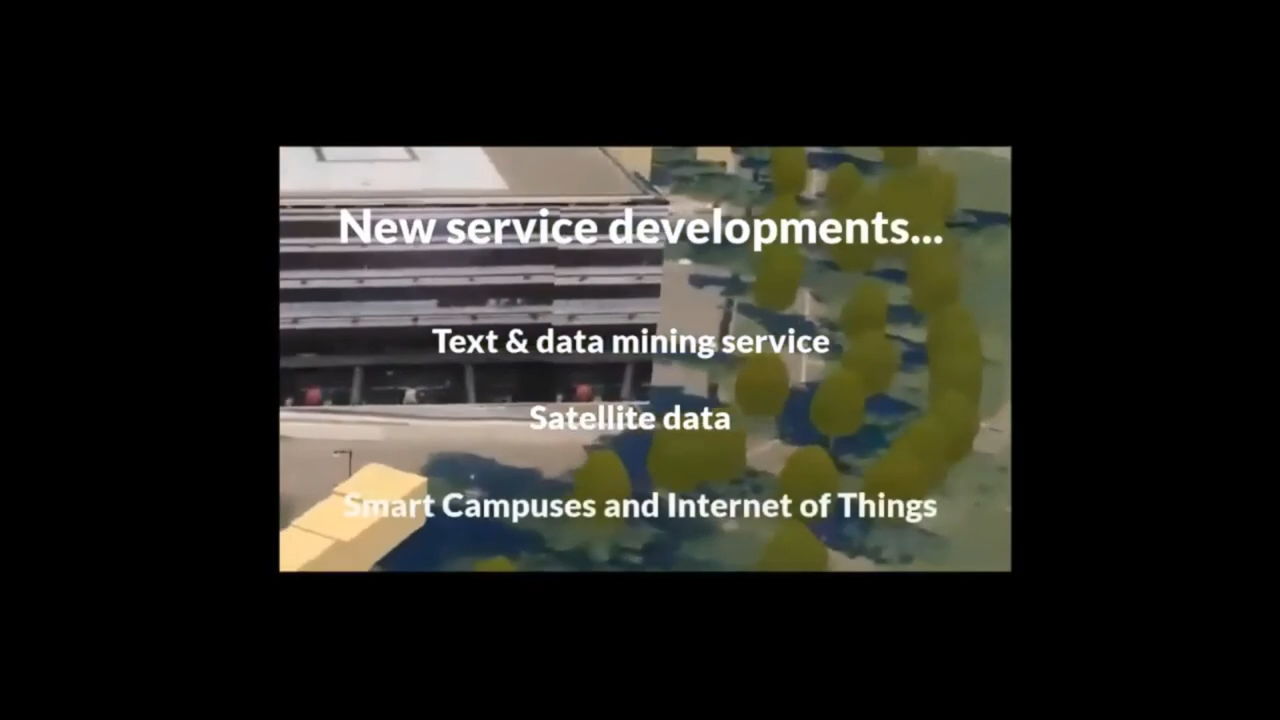 New service developments...
Text & data mining service
Satellite data
Smart Campuses and Internet of Things